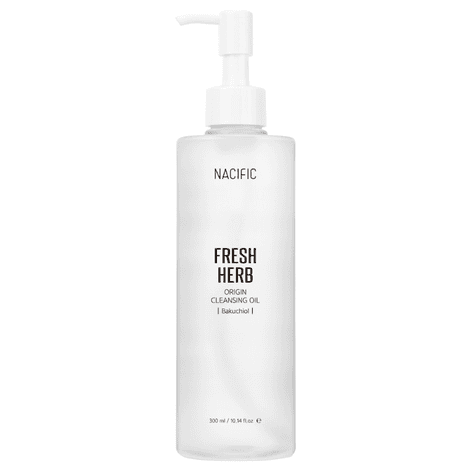 NACIFIC
FRESH
HERB
ORIGIN
CLEANSING OIL
| Bakuchiol |
300 ml / 10.14 fl.oz ℮